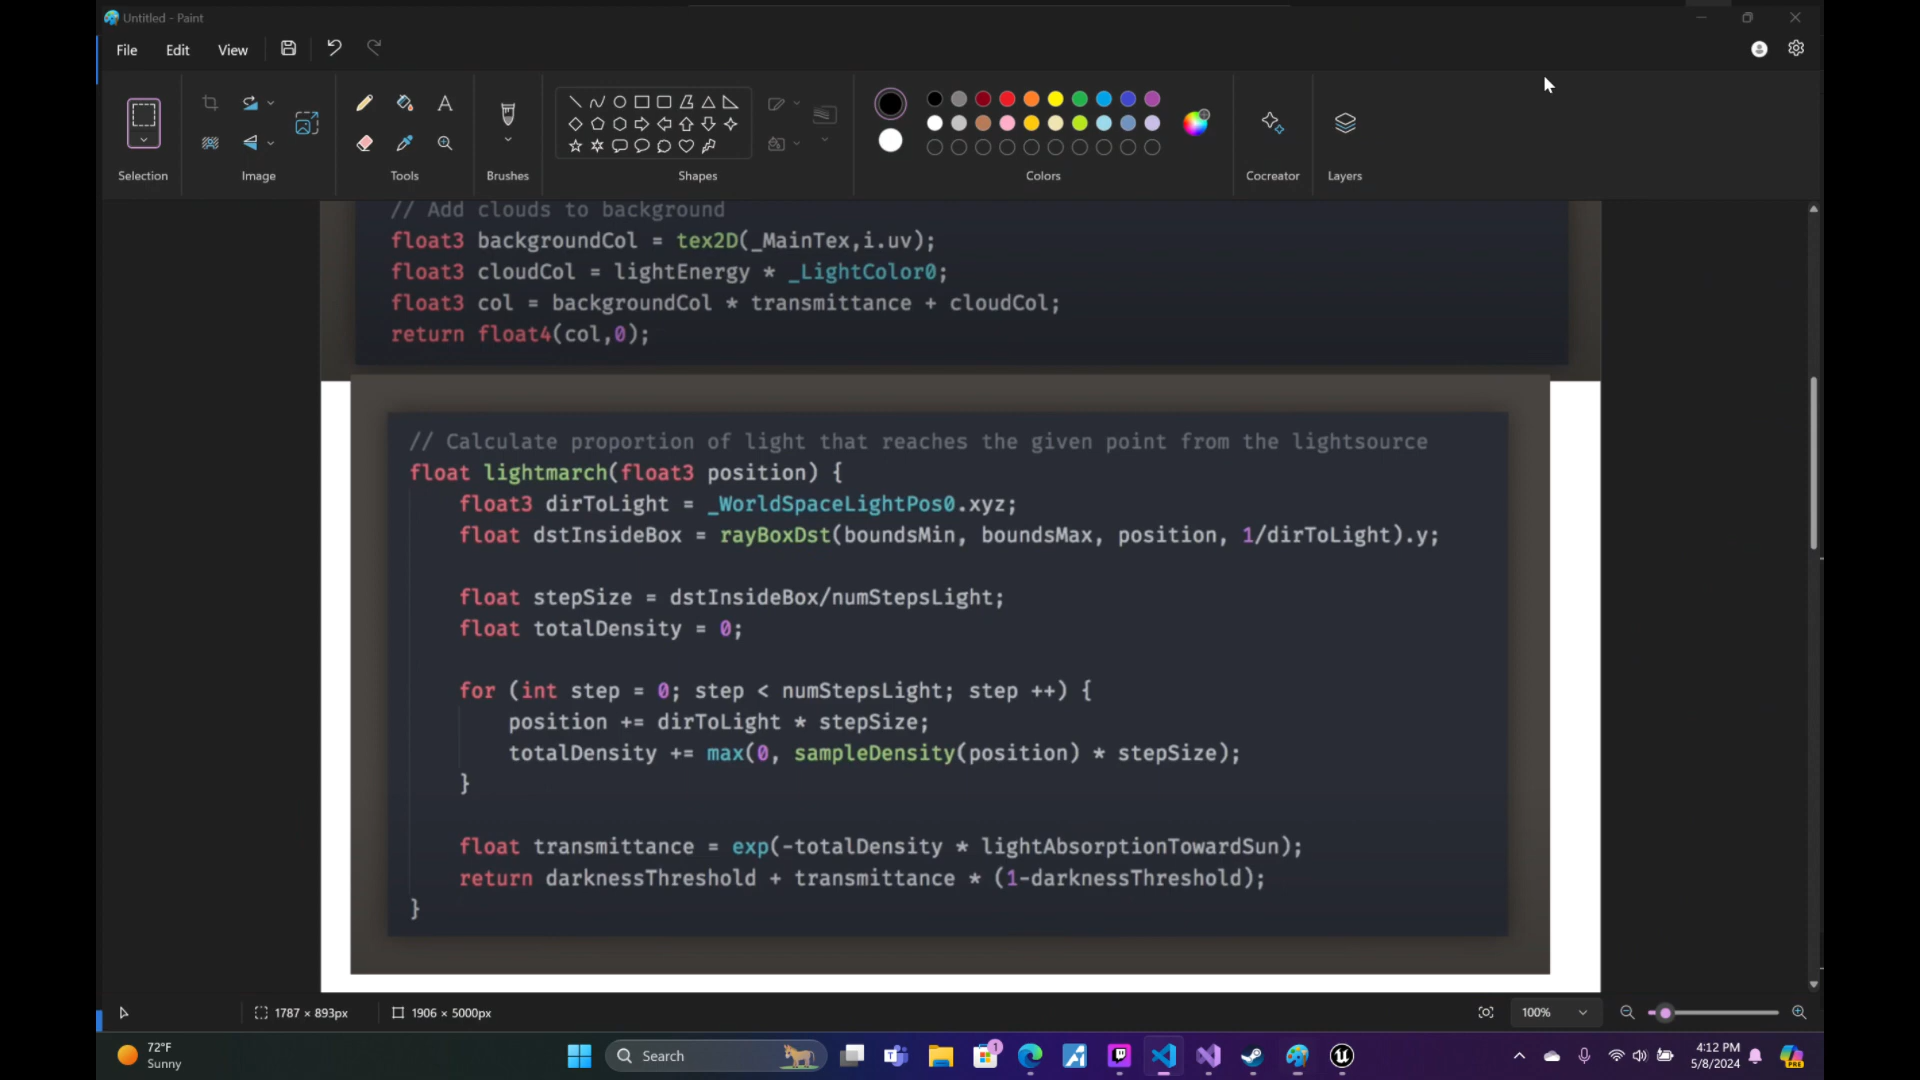 Untitled - Paint
File Edit View
Selection Image Tools Brushes Shapes Colors Cocreator Layers
// Add clouds to background
float3 backgroundCol = tex2D(_MainTex,i.uv);
float3 cloudCol = lightEnergy * _LightColor0;
float3 col = backgroundCol * transmittance + cloudCol;
return float4(col,0);
// Calculate proportion of light that reaches the given point from the lightsource
float lightmarch(float3 position) {
float3 dirToLight = _WorldSpaceLightPos0.xyz;
float dstInsideBox = rayBoxDst(boundsMin, boundsMax, position, 1/dirToLight).y;
float stepSize = dstInsideBox/numStepsLight;
float totalDensity = 0;
for (int step = 0; step < numStepsLight; step ++) {
position += dirToLight * stepSize;
totalDensity += max(0, sampleDensity(position) * stepSize);
}
float transmittance = exp(-totalDensity * lightAbsorptionTowardSun);
return darknessThreshold + transmittance * (1-darknessThreshold);
}
1787 × 893px 1906 × 5000px 100%
72°F
Sunny
Search
1
4:12 PM
5/8/2024
PRE